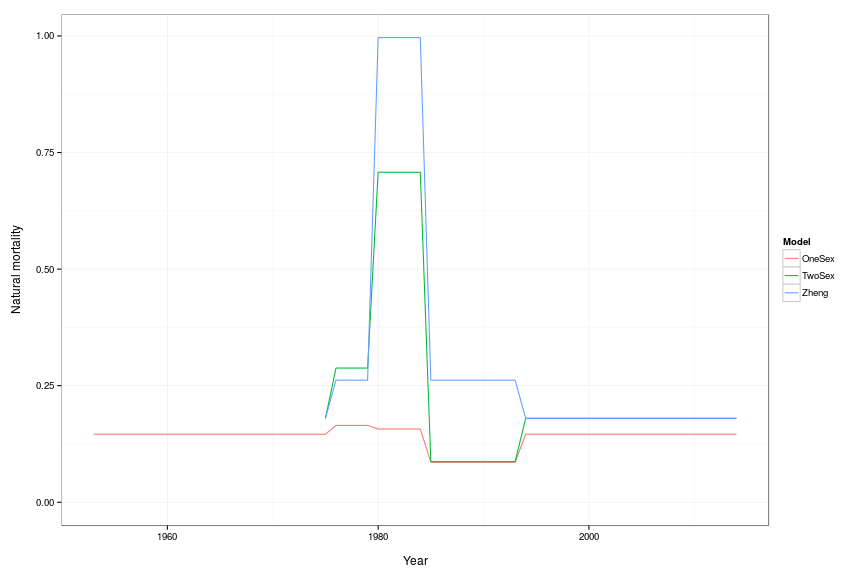 1.00
0.75
0.50
0.25
0.00
Natural mortality
1960
1980
2000
Year
Model
OneSex
TwoSex
Zheng